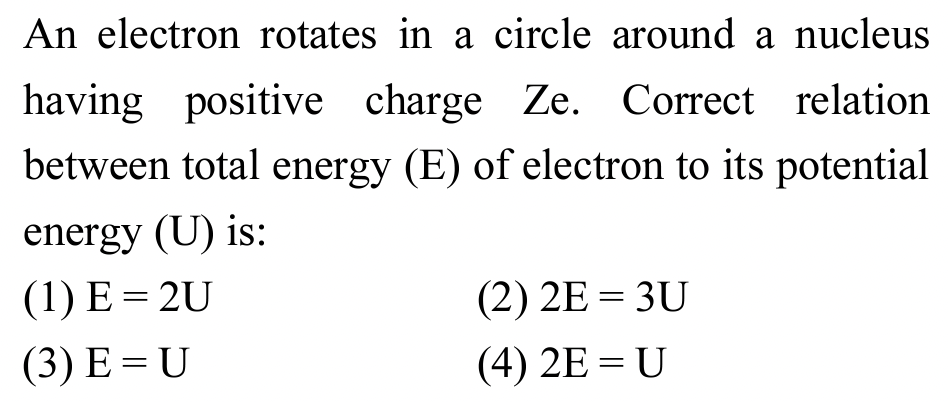 An electron rotates in a circle around a nucleus
having positive charge Ze. Correct relation
between total energy (E) of electron to its potential
energy (U) is:
(1) E = 2U (2) 2E = 3U
(3) E = U (4) 2E = U